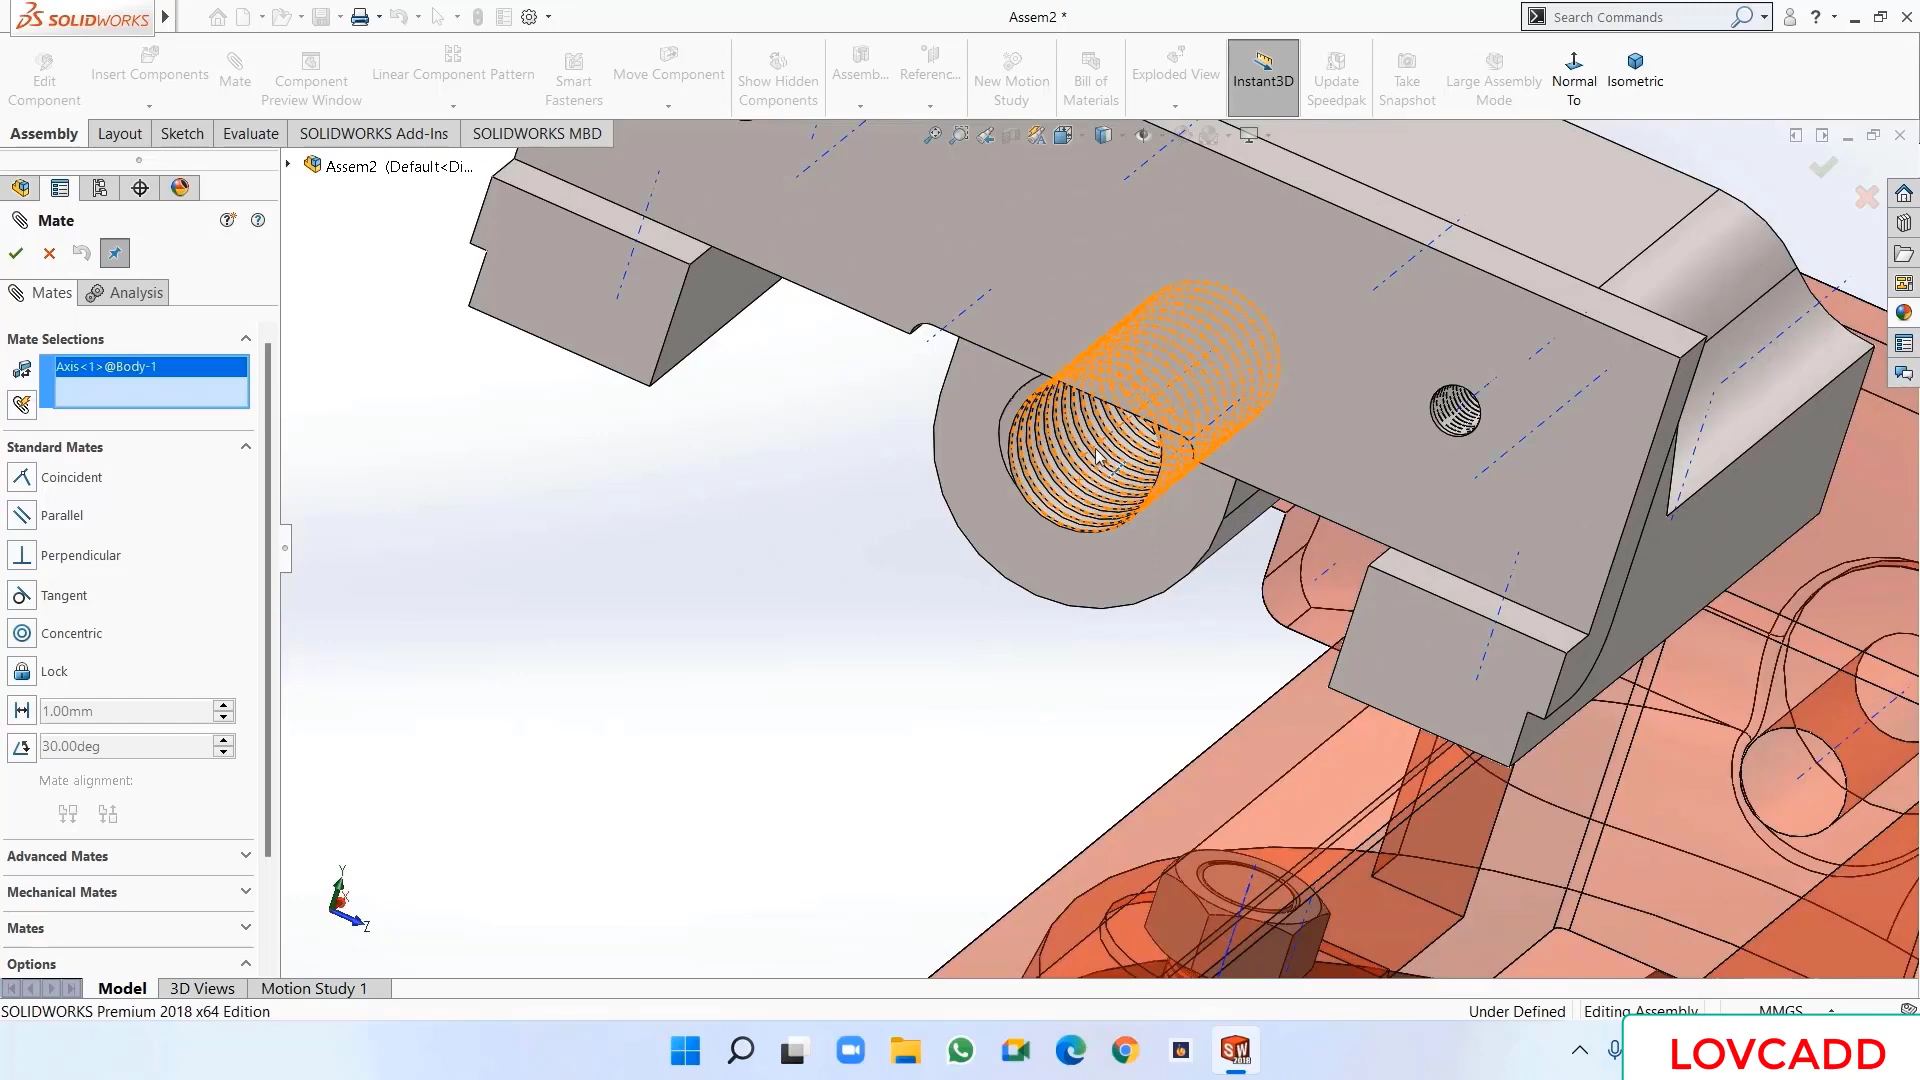 SOLIDWORKS
Assem2 *
Search Commands
Edit Component
Insert Components
Mate
Component Preview Window
Linear Component Pattern
Smart Fasteners
Move Component
Show Hidden Components
Assemb...
Referenc...
New Motion Study
Bill of Materials
Exploded View
Instant3D
Update Speedpak
Take Snapshot
Large Assembly Mode
Normal To
Isometric
Assembly
Layout
Sketch
Evaluate
SOLIDWORKS Add-Ins
SOLIDWORKS MBD
Assem2 (Default<Di...
Mate
Mates
Analysis
Mate Selections
Axis<1>@Body-1
Standard Mates
Coincident
Parallel
Perpendicular
Tangent
Concentric
Lock
1.00mm
30.00deg
Mate alignment:
Advanced Mates
Mechanical Mates
Mates
Options
Y
X
Z
Model
3D Views
Motion Study 1
SOLIDWORKS Premium 2018 x64 Edition
Under Defined
Editing Assembly
MMGS
SW
2018
LOVCADD